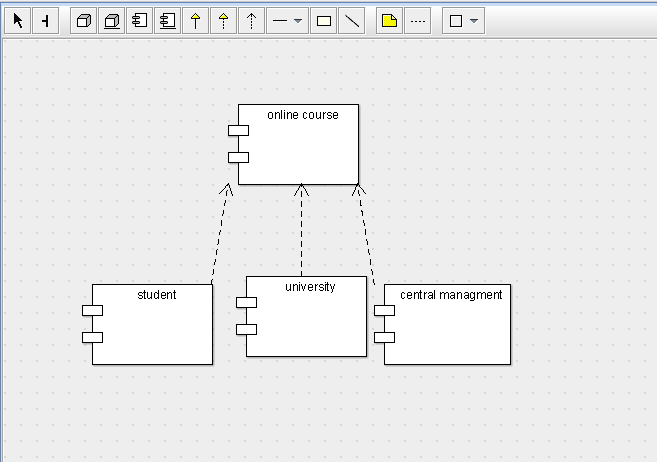 online course
student
university
central managment